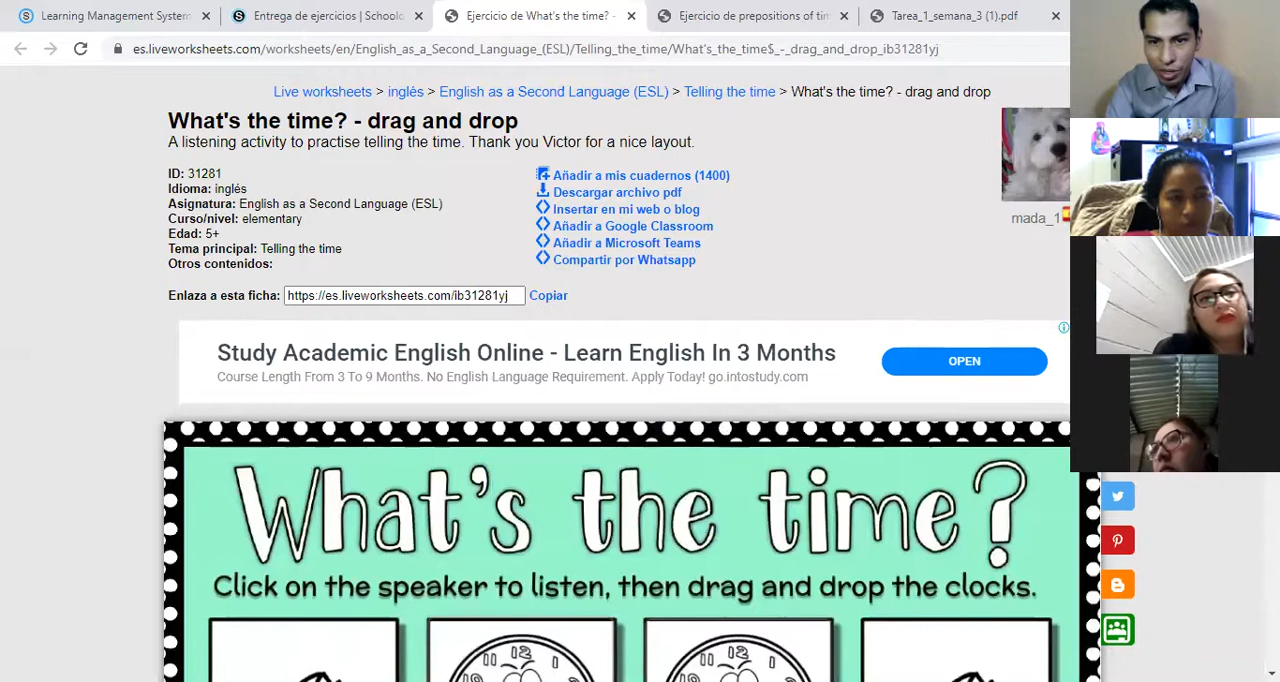 Learning Management System
Entrega de ejercicios | Schoolo
Ejercicio de What's the time? -
Ejercicio de prepositions of tim
Tarea_1_semana_3 (1).pdf
es.liveworksheets.com/worksheets/en/English_as_a_Second_Language_(ESL)/Telling_the_time/What's_the_time$_-_drag_and_drop_ib31281yj
Live worksheets > inglés > English as a Second Language (ESL) > Telling the time > What's the time? - drag and drop
What's the time? - drag and drop
A listening activity to practise telling the time. Thank you Victor for a nice layout.
ID: 31281
Idioma: inglés
Asignatura: English as a Second Language (ESL)
Curso/nivel: elementary
Edad: 5+
Tema principal: Telling the time
Otros contenidos:
Añadir a mis cuadernos (1400)
Descargar archivo pdf
Insertar en mi web o blog
Añadir a Google Classroom
Añadir a Microsoft Teams
Compartir por Whatsapp
mada_1
Enlaza a esta ficha: https://es.liveworksheets.com/ib31281yj Copiar
Study Academic English Online - Learn English In 3 Months
Course Length From 3 To 9 Months. No English Language Requirement. Apply Today! go.intostudy.com
OPEN
What's the time?
Click on the speaker to listen, then drag and drop the clocks.
11 12 1
11 12 1